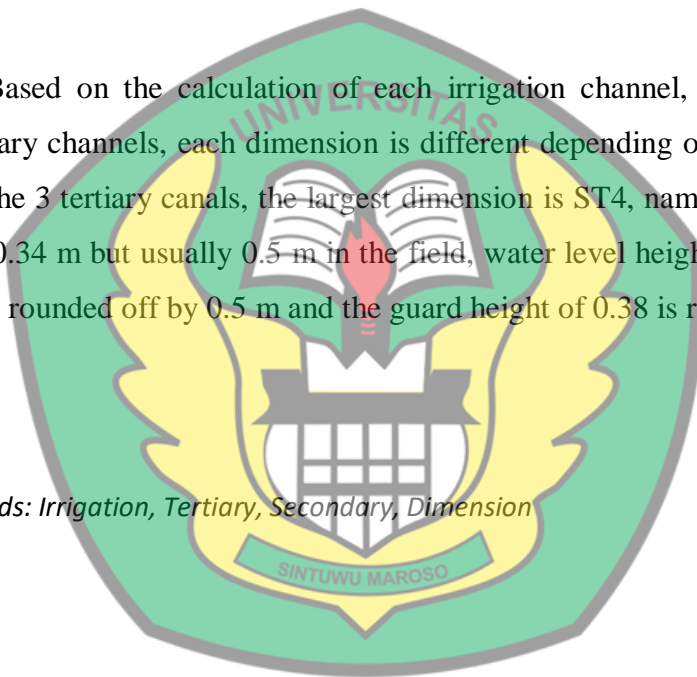 Based on the calculation of each irrigation channel,
ary channels, each dimension is different depending o
he 3 tertiary canals, the largest dimension is ST4, nam
0.34 m but usually 0.5 m in the field, water level heigh
rounded off by 0.5 m and the guard height of 0.38 is r
ds: Irrigation, Tertiary, Secondary, Dimension
UNIVERSITAS
SINTUWU MAROSO